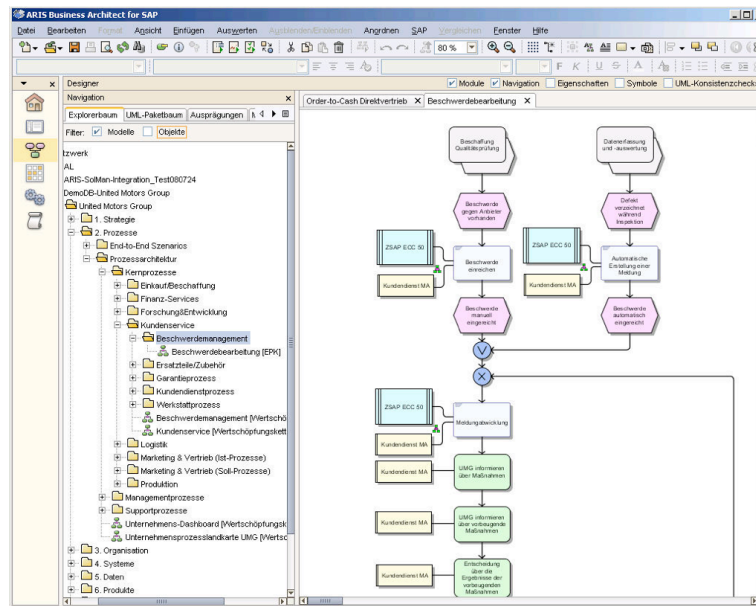 ARIS Business Architect for SAP
Datei Bearbeiten Format Ansicht Einfügen Auswerten Ausblenden/Einblenden Anordnen SAP Vergleichen Fenster Hilfe
80 %
F K U S A
Designer
Module Navigation Eigenschaften Symbole UML-Konsistenzchecks
Navigation
Order-to-Cash Direktvertrieb X Beschwerdebearbeitung X
Explorerbaum UML-Paketbaum Ausprägungen
Filter: Modelle Objekte
tzwerk
AL
ARIS-SolMan-Integration_Test080724
DemoDB-United Motors Group
United Motors Group
1. Strategie
2. Prozesse
End-to-End Szenarios
Prozessarchitektur
Kernprozesse
Einkauf/Beschaffung
Finanz-Services
Forschung&Entwicklung
Kundenservice
Beschwerdemanagement
Beschwerdebearbeitung [EPK]
Ersatzteile/Zubehör
Garantieprozess
Kundendienstprozess
Werkstattprozess
Beschwerdemanagement [Wertschö
Kundenservice [Wertschöpfungskett
Logistik
Marketing & Vertrieb (Ist-Prozesse)
Marketing & Vertrieb (Soll-Prozesse)
Produktion
Managementprozesse
Supportprozesse
Unternehmens-Dashboard [Wertschöpfungsk
Unternehmensprozesslandkarte UMG [Wertsc
3. Organisation
4. Systeme
5. Daten
6. Produkte
Beschaffung
Qualitätsprüfung
Datenerfassung
und -auswertung
Beschwerde
gegen Anbieter
vorhanden
Defekt
verzeichnet
während
Inspektion
ZSAP ECC 50
Kundendienst MA
Beschwerde
einreichen
ZSAP ECC 50
Kundendienst MA
Automatische
Erstellung einer
Meldung
Beschwerde
manuell
eingereicht
Beschwerde
automatisch
eingereicht
ZSAP ECC 50
Kundendienst MA
Meldungabwicklung
Kundendienst MA
UMG informieren
über Maßnahmen
Kundendienst MA
UMG informieren
über vorbeugende
Maßnahmen
Kundendienst MA
Entscheidung
über die
Ergebnisse der
vorbeugenden
Maßnahmen